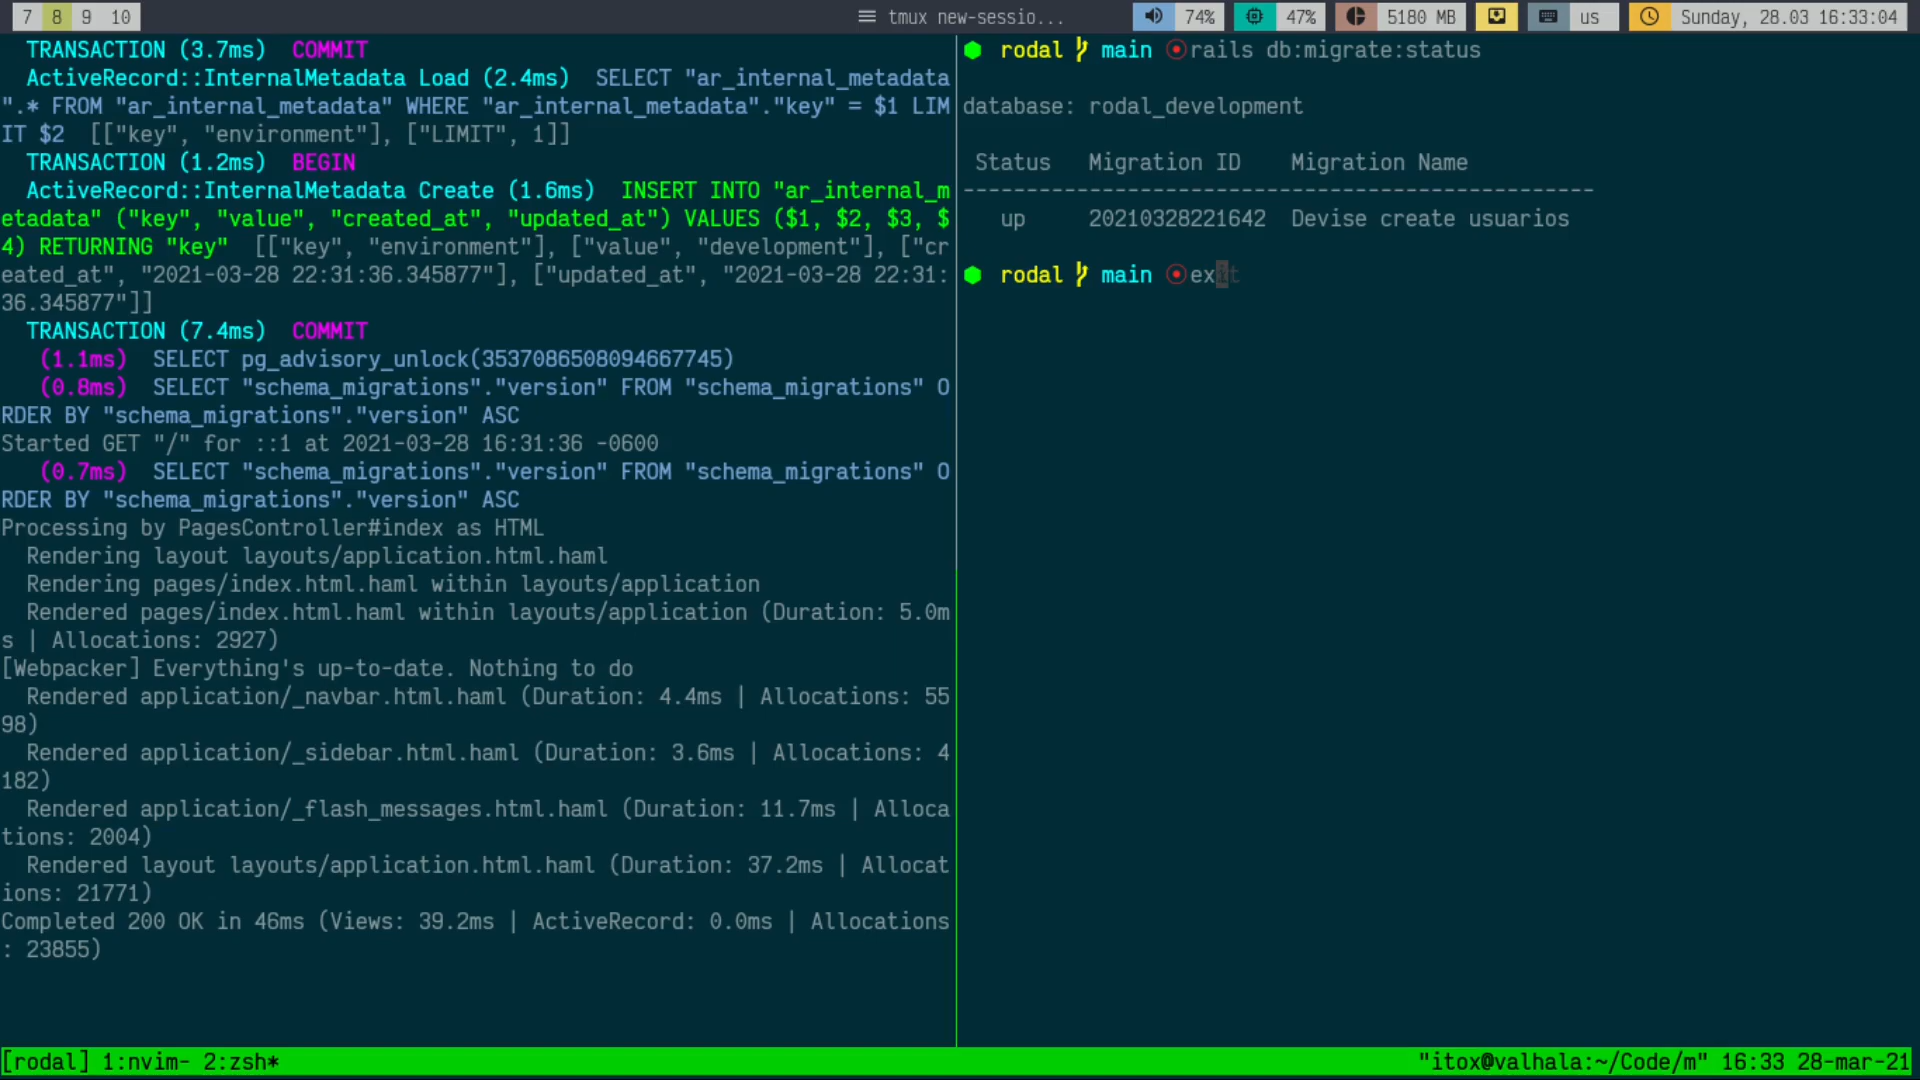 7 8 9 10 tmux new-sessio... 74% 47% 5180 MB us Sunday, 28.03 16:33:04
TRANSACTION (3.7ms) COMMIT
ActiveRecord::InternalMetadata Load (2.4ms) SELECT "ar_internal_metadata
".* FROM "ar_internal_metadata" WHERE "ar_internal_metadata"."key" = $1 LIM
IT $2 [["key", "environment"], ["LIMIT", 1]]
TRANSACTION (1.2ms) BEGIN
ActiveRecord::InternalMetadata Create (1.6ms) INSERT INTO "ar_internal_m
etadata" ("key", "value", "created_at", "updated_at") VALUES ($1, $2, $3, $
4) RETURNING "key" [["key", "environment"], ["value", "development"], ["cr
eated_at", "2021-03-28 22:31:36.345877"], ["updated_at", "2021-03-28 22:31:
36.345877"]]
TRANSACTION (7.4ms) COMMIT
(1.1ms) SELECT pg_advisory_unlock(3537086508094667745)
(0.8ms) SELECT "schema_migrations"."version" FROM "schema_migrations" O
RDER BY "schema_migrations"."version" ASC
Started GET "/" for ::1 at 2021-03-28 16:31:36 -0600
(0.7ms) SELECT "schema_migrations"."version" FROM "schema_migrations" O
RDER BY "schema_migrations"."version" ASC
Processing by PagesController#index as HTML
Rendering layout layouts/application.html.haml
Rendering pages/index.html.haml within layouts/application
Rendered pages/index.html.haml within layouts/application (Duration: 5.0m
s | Allocations: 2927)
[Webpacker] Everything's up-to-date. Nothing to do
Rendered application/_navbar.html.haml (Duration: 4.4ms | Allocations: 55
98)
Rendered application/_sidebar.html.haml (Duration: 3.6ms | Allocations: 4
182)
Rendered application/_flash_messages.html.haml (Duration: 11.7ms | Alloca
tions: 2004)
Rendered layout layouts/application.html.haml (Duration: 37.2ms | Allocat
ions: 21771)
Completed 200 OK in 46ms (Views: 39.2ms | ActiveRecord: 0.0ms | Allocations
: 23855)
rodal main rails db:migrate:status
database: rodal_development
Status Migration ID Migration Name
--------------------------------------------------
up 20210328221642 Devise create usuarios
rodal main exit
[rodal] 1:nvim- 2:zsh* "itox@valhala:~/Code/m" 16:33 28-mar-21